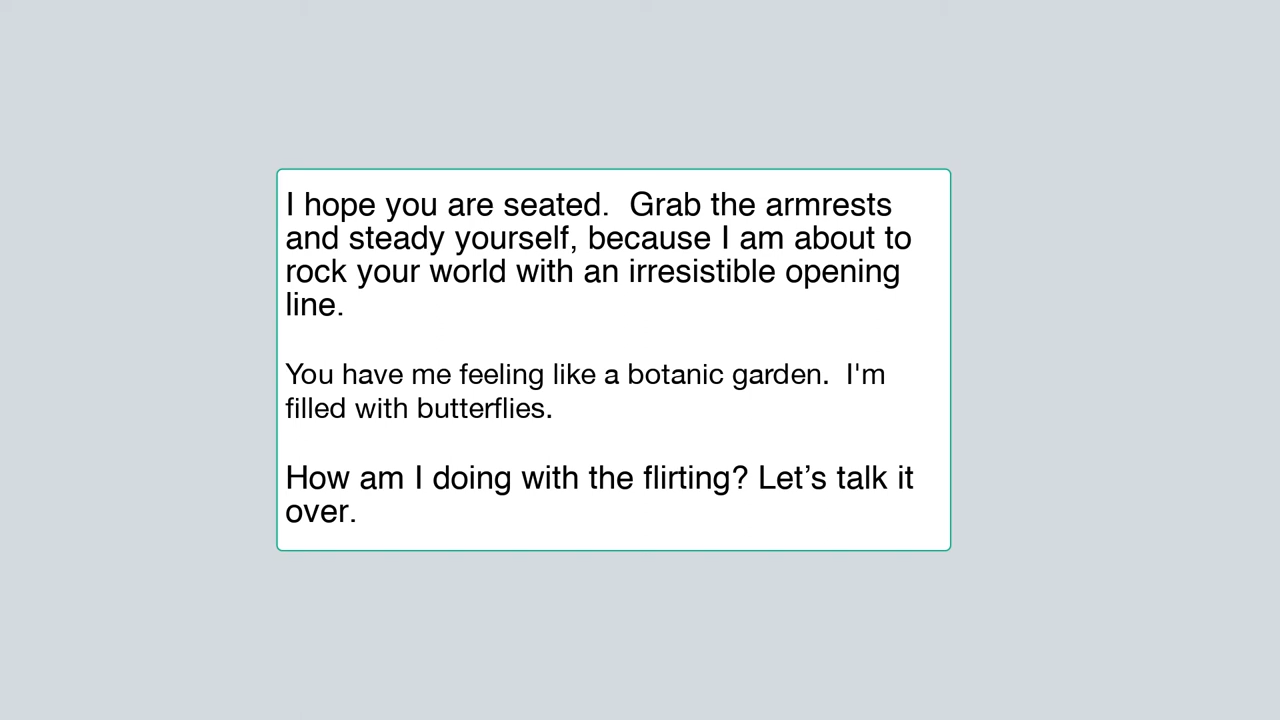 I hope you are seated.  Grab the armrests
and steady yourself, because I am about to
rock your world with an irresistible opening
line.
You have me feeling like a botanic garden.  I'm
filled with butterflies.
How am I doing with the flirting? Let’s talk it
over.